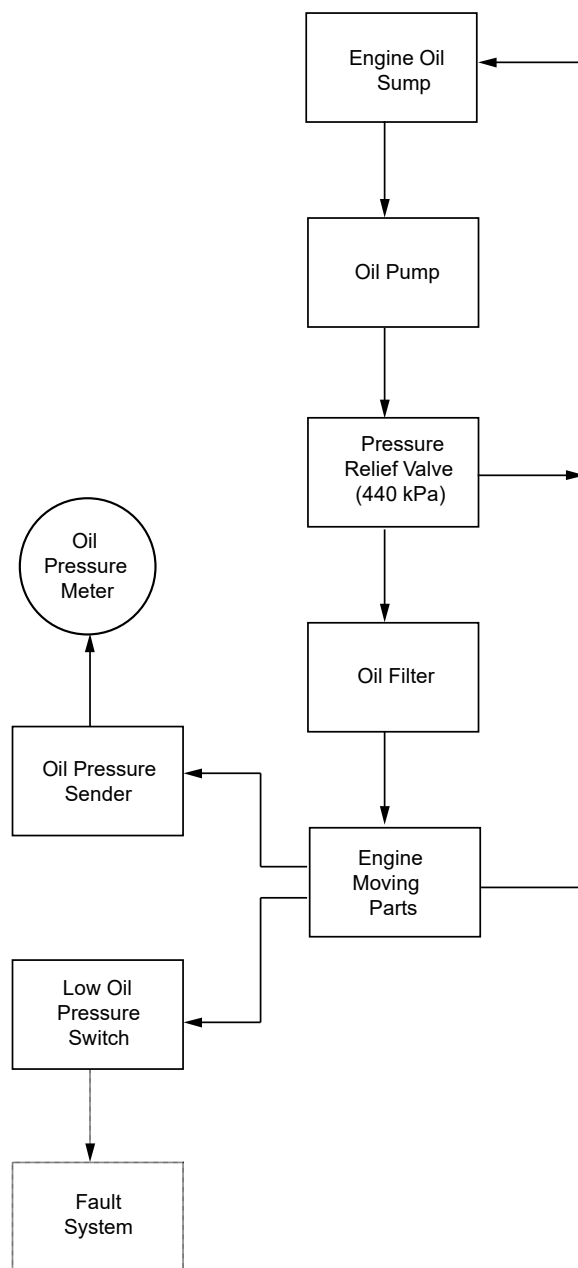 Engine Oil
Sump
Oil Pump
Pressure
Relief Valve
(440 kPa)
Oil
Pressure
Meter
Oil Filter
Oil Pressure
Sender
Engine
Moving
Parts
Low Oil
Pressure
Switch
Fault
System